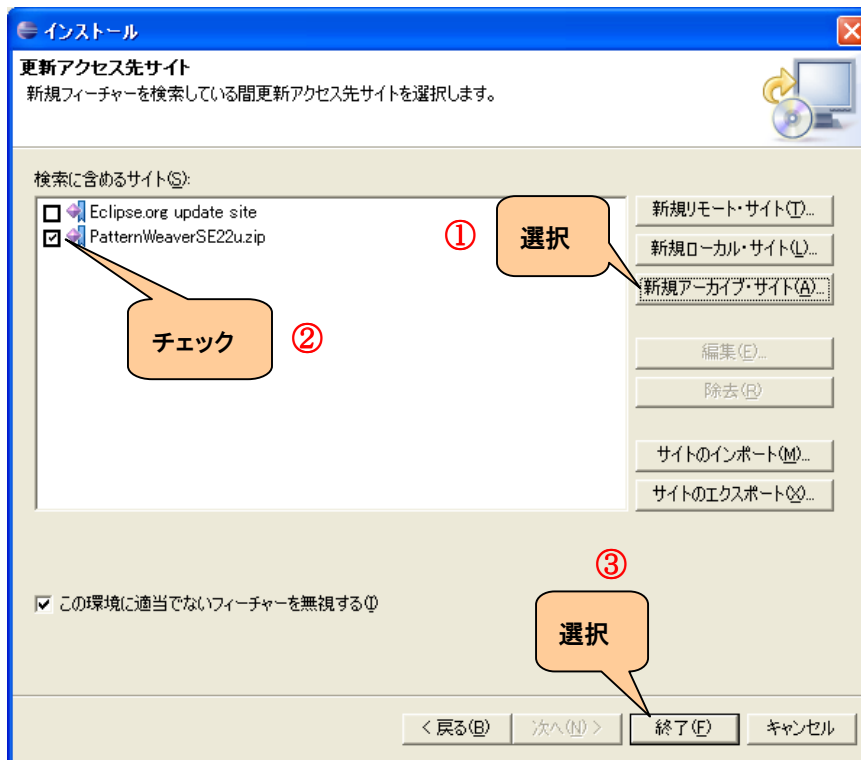 インストール
更新アクセス先サイト
新規フィーチャーを検索している間更新アクセス先サイトを選択します。
検索に含めるサイト(S):
Eclipse.org update site
PatternWeaverSE22u.zip
① 選択
チェック ②
新規リモート・サイト(T)...
新規ローカル・サイト(L)...
新規アーカイブ・サイト(A)...
編集(E)...
除去(R)
サイトのインポート(M)...
サイトのエクスポート(X)...
この環境に適当でないフィーチャーを無視する(I)
③
選択
< 戻る(B)
次へ(N) >
終了(F)
キャンセル